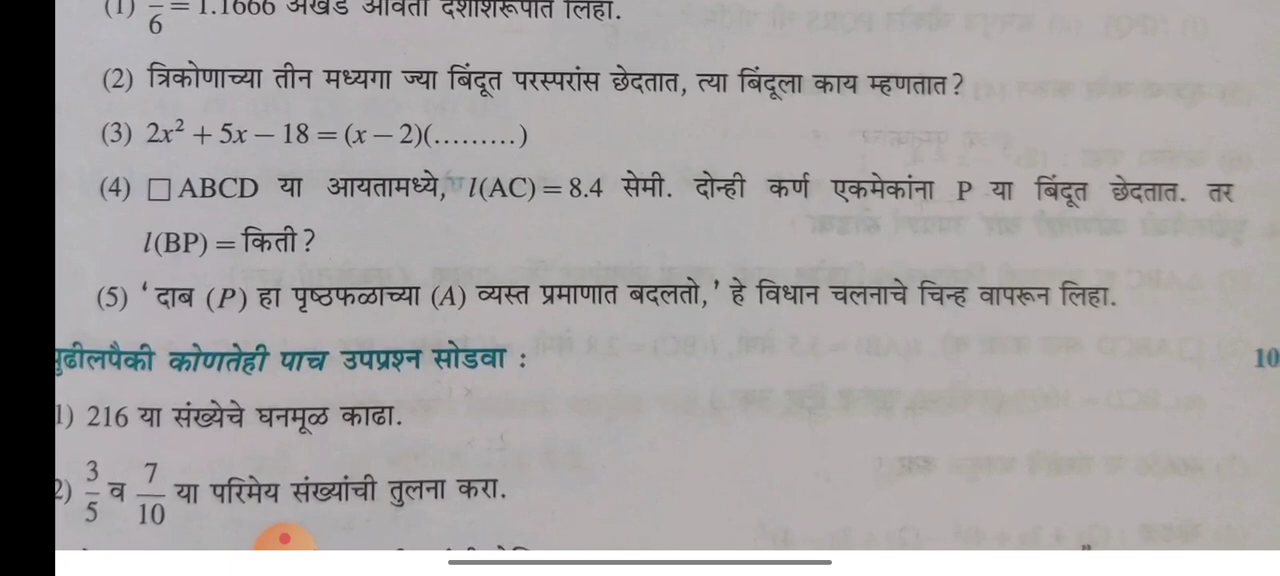 (1) —/6 = 1.1666 अखंड आवर्ती दशांशरूपात लिहा.
(2) त्रिकोणाच्या तीन मध्यगा ज्या बिंदूत परस्परांस छेदतात, त्या बिंदूला काय म्हणतात ?
(3) 2x² + 5x – 18 = (x – 2)(.........)
(4) □ ABCD या आयतामध्ये, l(AC) = 8.4 सेमी. दोन्ही कर्ण एकमेकांना P या बिंदूत छेदतात. तर
l(BP) = किती ?
(5) ‘ दाब (P) हा पृष्ठफळाच्या (A) व्यस्त प्रमाणात बदलतो, ’ हे विधान चलनाचे चिन्ह वापरून लिहा.
पुढीलपैकी कोणतेही पाच उपप्रश्न सोडवा : 10
1) 216 या संख्येचे घनमूळ काढा.
2) 3/5 व 7/10 या परिमेय संख्यांची तुलना करा.